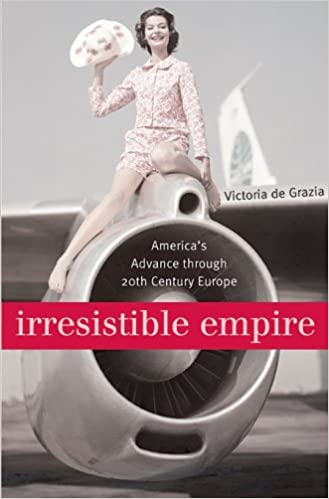 Victoria de Grazia
America's
Advance through
20th Century Europe
irresistible empire